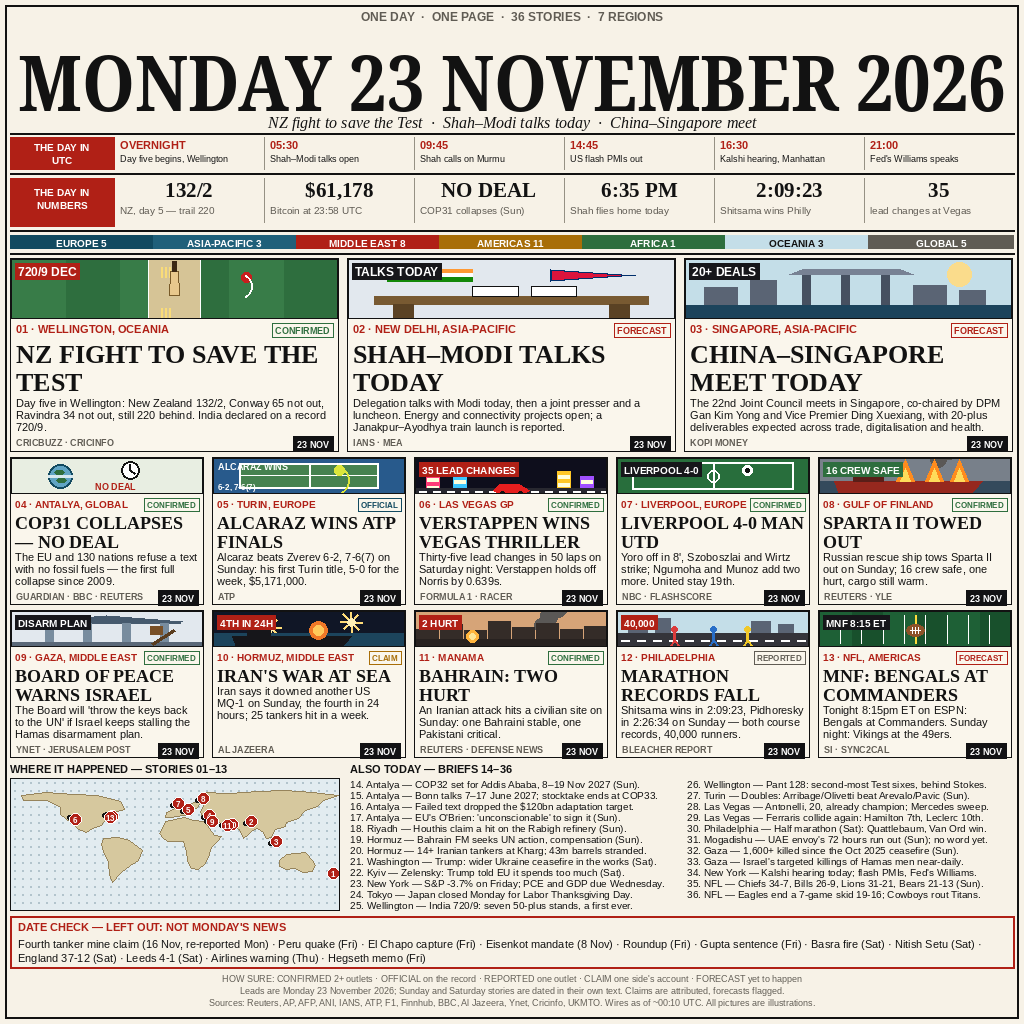 ONE DAY · ONE PAGE · 36 STORIES · 7 REGIONS
MONDAY 23 NOVEMBER 2026
NZ fight to save the Test · Shah–Modi talks today · China–Singapore meet
THE DAY IN UTC
OVERNIGHT
Day five begins, Wellington
05:30
Shah–Modi talks open
09:45
Shah calls on Murmu
14:45
US flash PMIs out
16:30
Kalshi hearing, Manhattan
21:00
Fed's Williams speaks
THE DAY IN NUMBERS
132/2
NZ, day 5 — trail 220
$61,178
Bitcoin at 23:58 UTC
NO DEAL
COP31 collapses (Sun)
6:35 PM
Shah flies home today
2:09:23
Shitsama wins Philly
35
lead changes at Vegas
EUROPE 5
ASIA-PACIFIC 3
MIDDLE EAST 8
AMERICAS 11
AFRICA 1
OCEANIA 3
GLOBAL 5
720/9 DEC
01 · WELLINGTON, OCEANIA
CONFIRMED
NZ FIGHT TO SAVE THE
TEST
Day five in Wellington: New Zealand 132/2, Conway 65 not out,
Ravindra 34 not out, still 220 behind. India declared on a record
720/9.
CRICBUZZ · CRICINFO
23 NOV
TALKS TODAY
02 · NEW DELHI, ASIA-PACIFIC
FORECAST
SHAH–MODI TALKS
TODAY
Delegation talks with Modi today, then a joint presser and a
luncheon. Energy and connectivity projects open; a
Janakpur–Ayodhya train launch is reported.
IANS · MEA
23 NOV
20+ DEALS
03 · SINGAPORE, ASIA-PACIFIC
FORECAST
CHINA–SINGAPORE
MEET TODAY
The 22nd Joint Council meets in Singapore, co-chaired by DPM
Gan Kim Yong and Vice Premier Ding Xuexiang, with 20-plus
deliverables expected across trade, digitalisation and health.
KOPI MONEY
23 NOV
NO DEAL
04 · ANTALYA, GLOBAL
CONFIRMED
COP31 COLLAPSES
— NO DEAL
The EU and 130 nations refuse a text
with no fossil fuels — the first full
collapse since 2009.
GUARDIAN · BBC · REUTERS
23 NOV
ALCARAZ WINS
6-2, 7-6(7)
05 · TURIN, EUROPE
OFFICIAL
ALCARAZ WINS ATP
FINALS
Alcaraz beats Zverev 6-2, 7-6(7) on
Sunday: his first Turin title, 5-0 for the
week, $5,171,000.
ATP
23 NOV
35 LEAD CHANGES
06 · LAS VEGAS GP
CONFIRMED
VERSTAPPEN WINS
VEGAS THRILLER
Thirty-five lead changes in 50 laps on
Saturday night: Verstappen holds off
Norris by 0.639s.
FORMULA 1 · RACER
23 NOV
LIVERPOOL 4-0
07 · LIVERPOOL, EUROPE
CONFIRMED
LIVERPOOL 4-0 MAN
UTD
Yoro off in 8', Szoboszlai and Wirtz
strike; Ngumoha and Munoz add two
more. United stay 19th.
NBC · FLASHSCORE
23 NOV
16 CREW SAFE
08 · GULF OF FINLAND
CONFIRMED
SPARTA II TOWED
OUT
Russian rescue ship tows Sparta II
out on Sunday; 16 crew safe, one
hurt, cargo still warm.
REUTERS · YLE
23 NOV
DISARM PLAN
09 · GAZA, MIDDLE EAST
CONFIRMED
BOARD OF PEACE
WARNS ISRAEL
The Board will 'throw the keys back
to the UN' if Israel keeps stalling the
Hamas disarmament plan.
YNET · JERUSALEM POST
23 NOV
4TH IN 24H
10 · HORMUZ, MIDDLE EAST
CLAIM
IRAN'S WAR AT SEA
Iran says it downed another US
MQ-1 on Sunday, the fourth in 24
hours; 25 tankers hit in a week.
AL JAZEERA
23 NOV
2 HURT
11 · MANAMA
CONFIRMED
BAHRAIN: TWO
HURT
An Iranian attack hits a civilian site on
Sunday: one Bahraini stable, one
Pakistani critical.
REUTERS · DEFENSE NEWS
23 NOV
40,000
12 · PHILADELPHIA
REPORTED
MARATHON
RECORDS FALL
Shitsama wins in 2:09:23, Pidhoresky
in 2:26:34 on Sunday — both course
records, 40,000 runners.
BLEACHER REPORT
23 NOV
MNF 8:15 ET
13 · NFL, AMERICAS
FORECAST
MNF: BENGALS AT
COMMANDERS
Tonight 8:15pm ET on ESPN:
Bengals at Commanders. Sunday
night: Vikings at the 49ers.
SI · SYNC2CAL
23 NOV
WHERE IT HAPPENED — STORIES 01–13
6
13
7
8
5
9
11
2
3
1
ALSO TODAY — BRIEFS 14–36
14. Antalya — COP32 set for Addis Ababa, 8–19 Nov 2027 (Sun).
15. Antalya — Bonn talks 7–17 June 2027; stocktake ends at COP33.
16. Antalya — Failed text dropped the $120bn adaptation target.
17. Antalya — EU's O'Brien: 'unconscionable' to sign it (Sun).
18. Riyadh — Houthis claim a hit on the Rabigh refinery (Sun).
19. Hormuz — Bahrain FM seeks UN action, compensation (Sun).
20. Hormuz — 14+ Iranian tankers at Kharg; 43m barrels stranded.
21. Washington — Trump: wider Ukraine ceasefire in the works (Sat).
22. Kyiv — Zelensky: Trump told EU it spends too much (Sat).
23. New York — S&P -3.7% on Friday; PCE and GDP due Wednesday.
24. Tokyo — Japan closed Monday for Labor Thanksgiving Day.
25. Wellington — India 720/9: seven 50-plus stands, a first ever.
26. Wellington — Pant 128: second-most Test sixes, behind Stokes.
27. Turin — Doubles: Arribage/Olivetti beat Arevalo/Pavic (Sun).
28. Las Vegas — Antonelli, 20, already champion; Mercedes sweep.
29. Las Vegas — Ferraris collide again: Hamilton 7th, Leclerc 10th.
30. Philadelphia — Half marathon (Sat): Quattlebaum, Van Ord win.
31. Mogadishu — UAE envoy's 72 hours run out (Sun); no word yet.
32. Gaza — 1,600+ killed since the Oct 2025 ceasefire (Sun).
33. Gaza — Israel's targeted killings of Hamas men near-daily.
34. New York — Kalshi hearing today; flash PMIs, Fed Williams.
35. NFL — Chiefs 34-7, Bills 26-9, Lions 31-21, Bears 21-13 (Sun).
36. NFL — Eagles end a 7-game skid 19-16; Cowboys rout Titans.
DATE CHECK — LEFT OUT: NOT MONDAY'S NEWS
Fourth tanker mine claim (16 Nov, re-reported Mon) · Peru quake (Fri) · El Chapo capture (Fri) · Eisenkot mandate (8 Nov) · Roundup (Fri) · Gupta sentence (Fri) · Basra fire (Sat) · Nitish Setu (Sat) ·
England 37-12 (Sat) · Leeds 4-1 (Sat) · Airlines warning (Thu) · Hegseth memo (Fri)
HOW SURE: CONFIRMED 2+ outlets · OFFICIAL on the record · REPORTED one outlet · CLAIM one side's account · FORECAST yet to happen
Leads are Monday 23 November 2026; Sunday and Saturday stories are dated in their own text. Claims are attributed, forecasts flagged.
Sources: Reuters, AP, AFP, ANI, IANS, ATP, F1, Finnhub, BBC, Al Jazeera, Ynet, Cricinfo, UKMTO. Wires as of ~00:10 UTC. All pictures are illustrations.